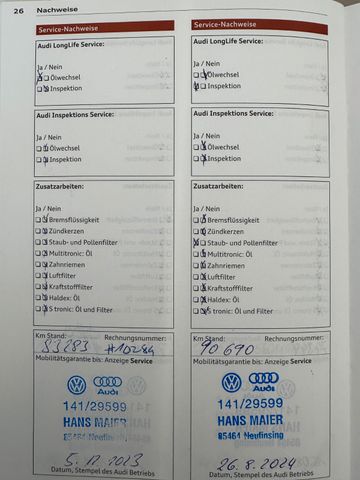 26 Nachweise
Service-Nachweise
Audi LongLife Service:
Ja / Nein
Ölwechsel
Inspektion
Audi Inspektions Service:
Ja / Nein
Ölwechsel
Inspektion
Zusatzarbeiten:
Ja / Nein
Bremsflüssigkeit
Zündkerzen
Staub- und Pollenfilter
Multitronic: Öl
Zahnriemen
Luftfilter
Kraftstofffilter
Haldex: Öl
S tronic: Öl und Filter
Km Stand: Rechnungsnummer:
83283 #10289
Mobilitätsgarantie bis: Anzeige Service
Audi
141/29599
HANS MAIER
85464 Neufinsing
5. 12. 2023
Datum, Stempel des Audi Betriebs
Service-Nachweise
Audi LongLife Service:
Ja / Nein
Ölwechsel
Inspektion
Audi Inspektions Service:
Ja / Nein
Ölwechsel
Inspektion
Zusatzarbeiten:
Ja / Nein
Bremsflüssigkeit
Zündkerzen
Staub- und Pollenfilter
Multitronic: Öl
Zahnriemen
Luftfilter
Kraftstofffilter
Haldex: Öl
S tronic: Öl und Filter
Km Stand: Rechnungsnummer:
90690
Mobilitätsgarantie bis: Anzeige Service
Audi
141/29599
HANS MAIER
85464 Neufinsing
26. 8. 2024
Datum, Stempel des Audi Betriebs